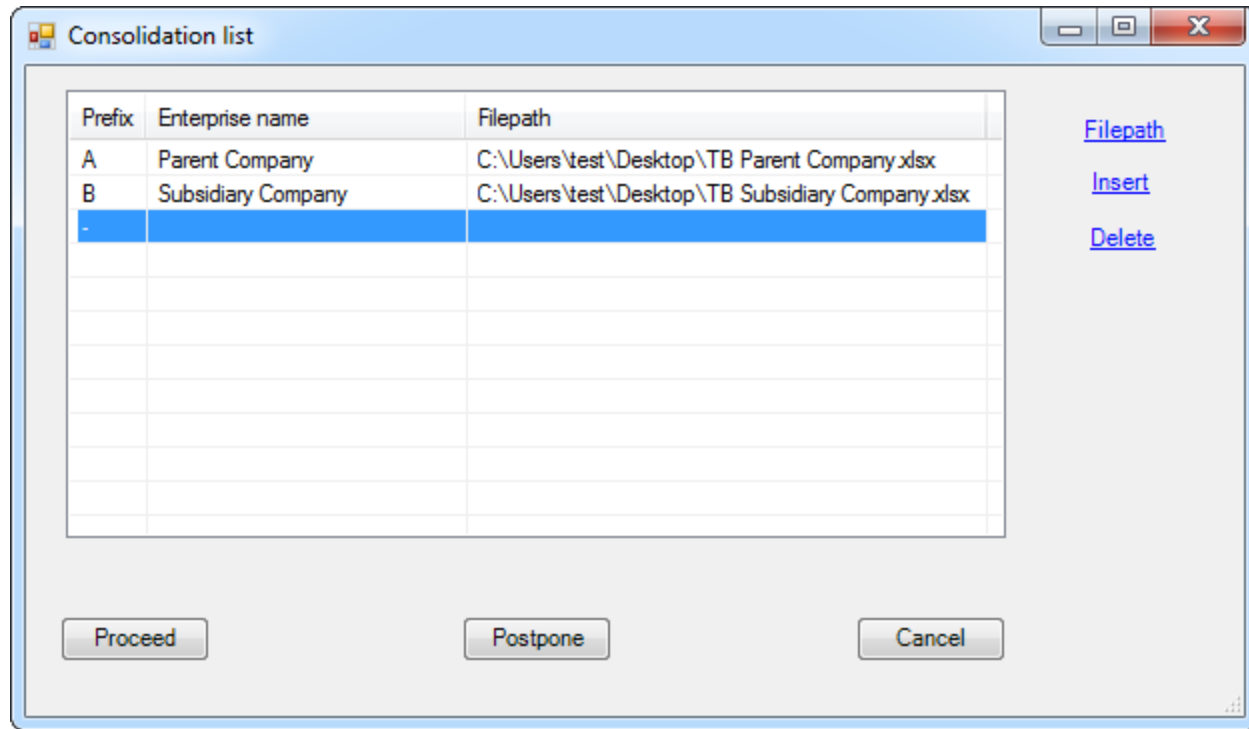 Consolidation list
Prefix Enterprise name Filepath
A Parent Company C:\Users\test\Desktop\TB Parent Company.xlsx
B Subsidiary Company C:\Users\test\Desktop\TB Subsidiary Company.xlsx
-
Filepath
Insert
Delete
Proceed Postpone Cancel